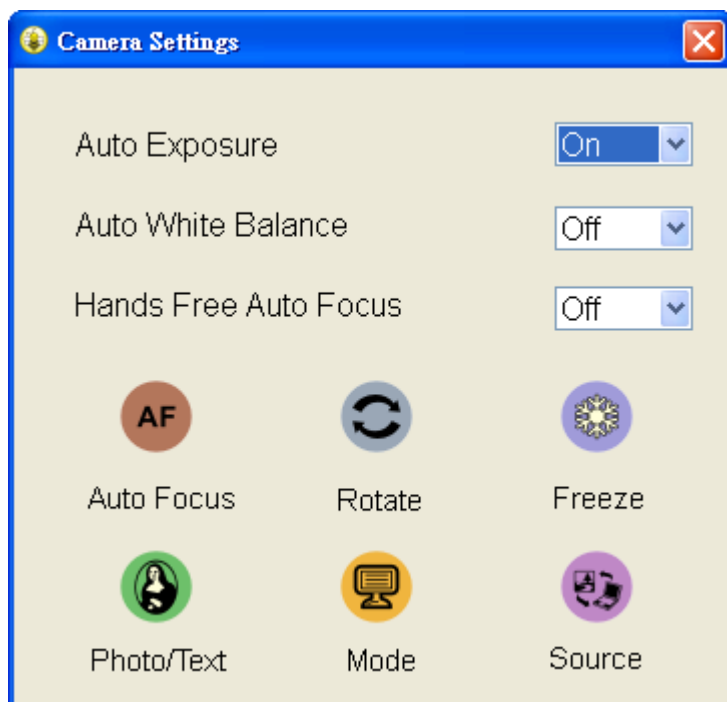 Camera Settings
Auto Exposure On
Auto White Balance Off
Hands Free Auto Focus Off
AF
Auto Focus Rotate Freeze
Photo/Text Mode Source